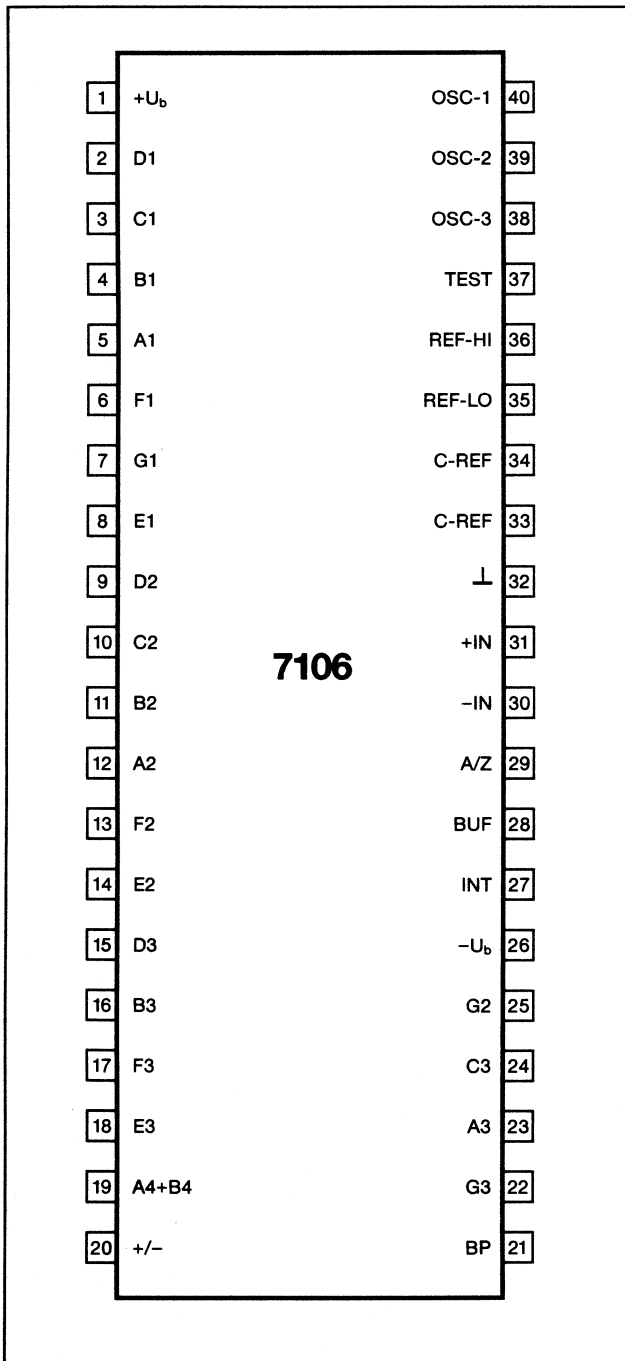 1 +Ub OSC-1 40
2 D1 OSC-2 39
3 C1 OSC-3 38
4 B1 TEST 37
5 A1 REF-HI 36
6 F1 REF-LO 35
7 G1 C-REF 34
8 E1 C-REF 33
9 D2 ⊥ 32
10 C2 +IN 31
7106
11 B2 –IN 30
12 A2 A/Z 29
13 F2 BUF 28
14 E2 INT 27
15 D3 –Ub 26
16 B3 G2 25
17 F3 C3 24
18 E3 A3 23
19 A4+B4 G3 22
20 +/– BP 21